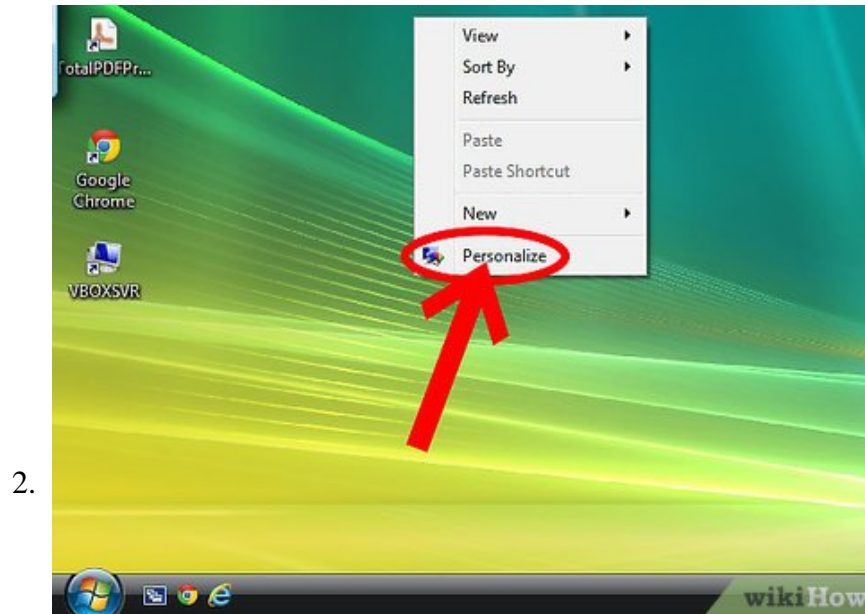 TotalPDFPr...
Google
Chrome
VBOXSVR
View
Sort By
Refresh
Paste
Paste Shortcut
New
Personalize
2.
wikiHow